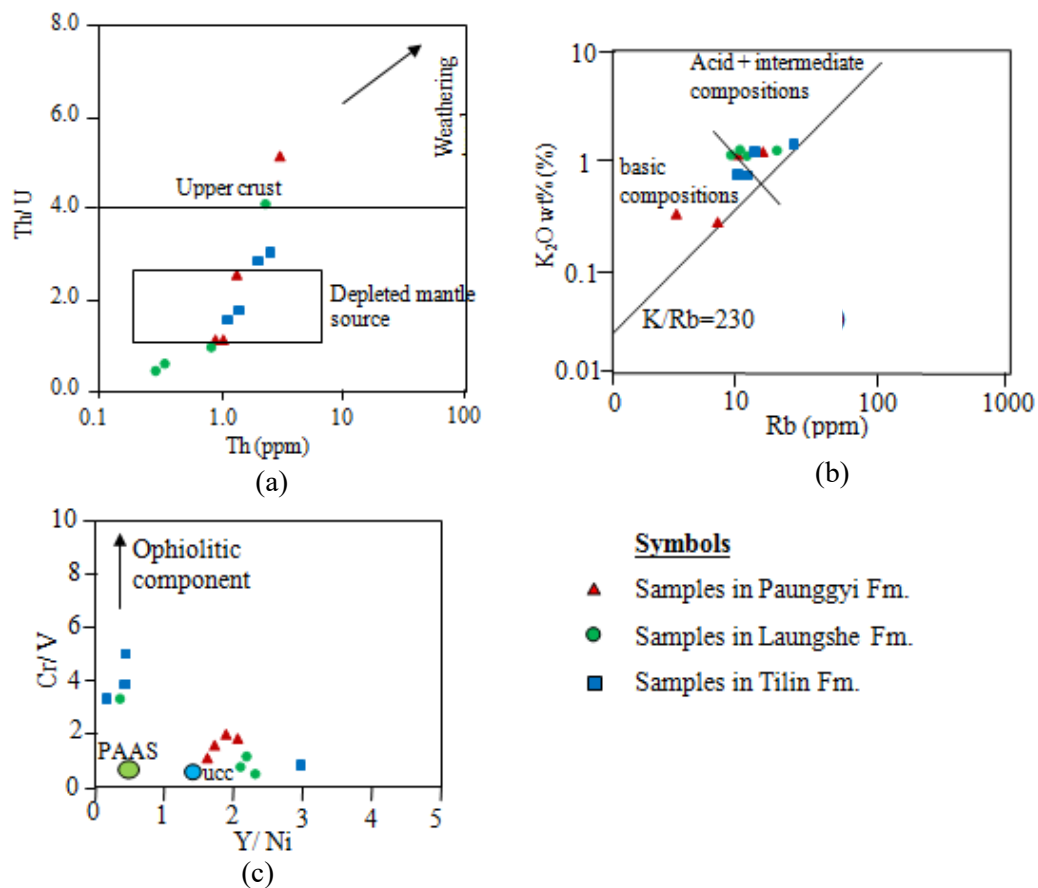 8.0
6.0
4.0
2.0
0.0
Th/ U
Upper crust
Weathering
Depleted mantle
source
0.1
1.0
10
100
Th (ppm)
(a)
10
1
0.1
0.01
K₂O wt% (%)
Acid + intermediate
compositions
basic
compositions
K/Rb=230
)
0
10
100
1000
Rb (ppm)
(b)
10
8
6
4
2
0
Cr/ V
Ophiolitic
component
PAAS
ucc
0
1
2
3
4
5
Y/ Ni
(c)
Symbols
Samples in Paunggyi Fm.
Samples in Laungshe Fm.
Samples in Tilin Fm.